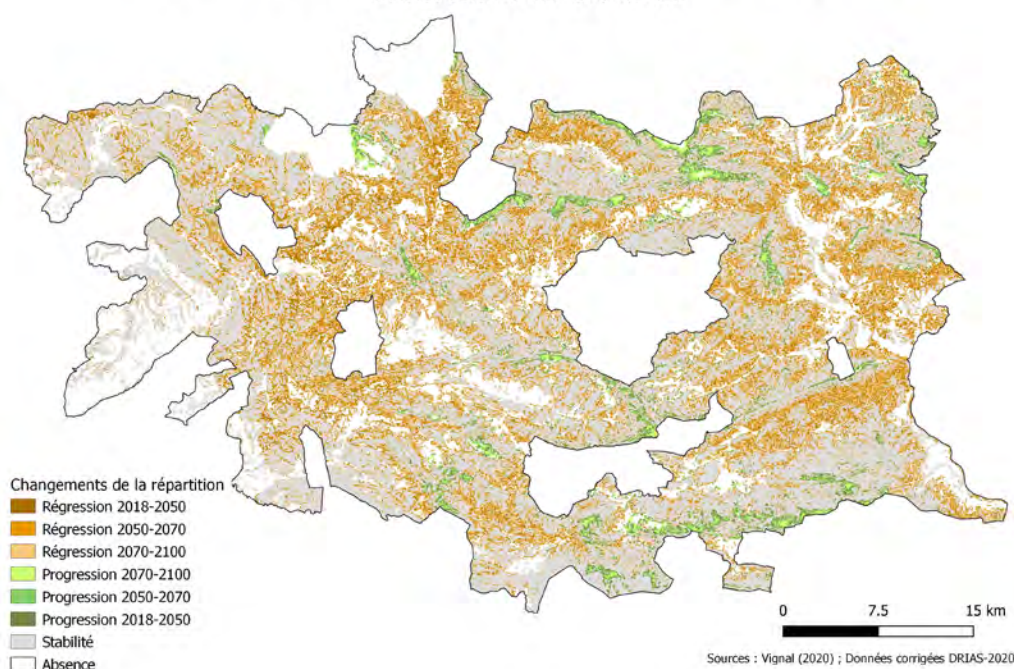 Changements de la répartition
Régression 2018-2050
Régression 2050-2070
Régression 2070-2100
Progression 2070-2100
Progression 2050-2070
Progression 2018-2050
Stabilité
Absence
0 7.5 15 km
Sources : Vignal (2020) ; Données corrigées DRIAS-2020